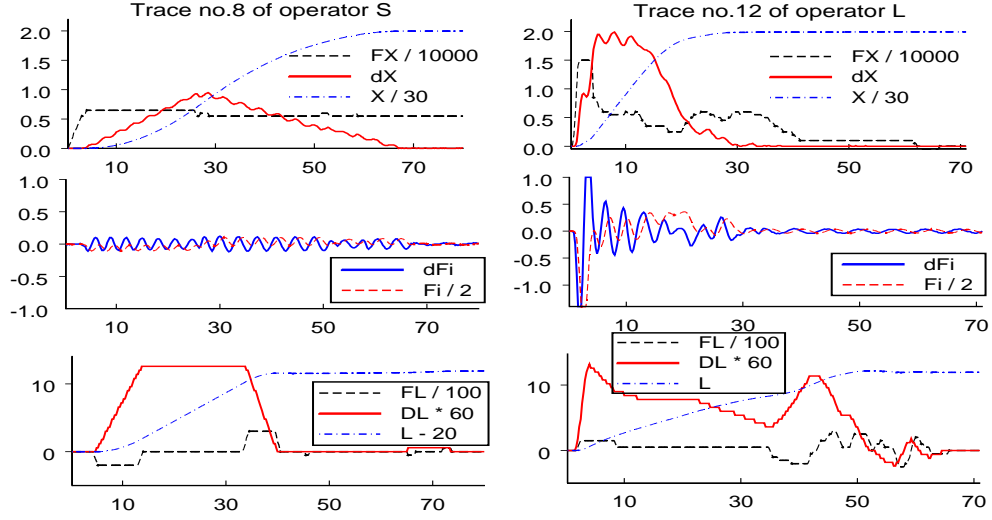 Trace no.8 of operator S
2.0
1.5
1.0
0.5
0.0
FX / 10000
dX
X / 30
10 30 50 70
1.0
0.5
0.0
-0.5
-1.0
dFi
Fi / 2
10 30 50 70
10
0
FL / 100
DL * 60
L - 20
10 30 50 70
Trace no.12 of operator L
2.0
1.5
1.0
0.5
0.0
FX / 10000
dX
X / 30
10 30 50 70
1.0
0.5
0.0
-0.5
-1.0
dFi
Fi / 2
10 30 50 70
10
0
FL / 100
DL * 60
L
10 30 50 70